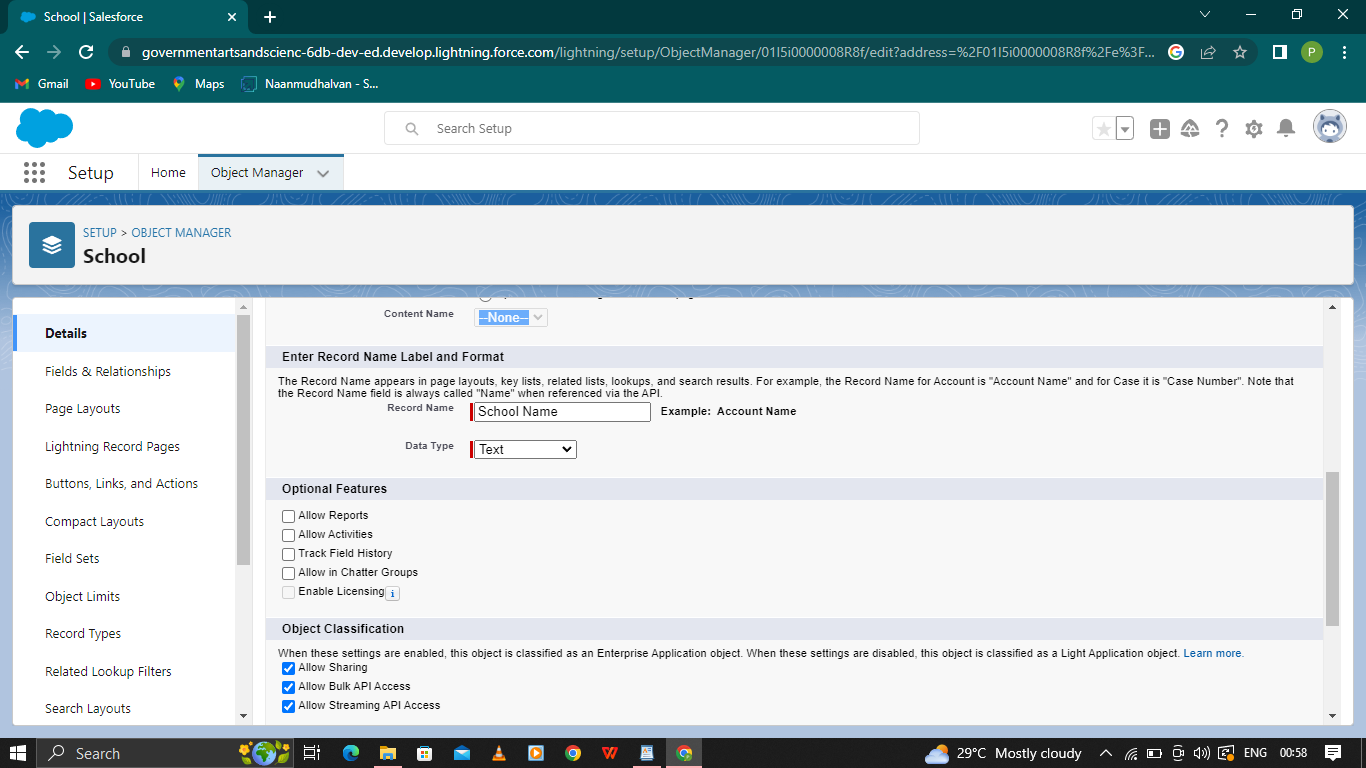 School | Salesforce
governmentartsandscienc-6db-dev-ed.develop.lightning.force.com/lightning/setup/ObjectManager/01I5i0000008R8f/edit?address=%2F01I5i0000008R8f%2Fe%3F...
P
Gmail
YouTube
Maps
Naanmudhalvan - S...
Search Setup
Setup
Home
Object Manager
SETUP > OBJECT MANAGER
School
Details
Fields & Relationships
Page Layouts
Lightning Record Pages
Buttons, Links, and Actions
Compact Layouts
Field Sets
Object Limits
Record Types
Related Lookup Filters
Search Layouts
Content Name
--None--
Enter Record Name Label and Format
The Record Name appears in page layouts, key lists, related lists, lookups, and search results. For example, the Record Name for Account is "Account Name" and for Case it is "Case Number". Note that
the Record Name field is always called "Name" when referenced via the API.
Record Name
School Name
Example: Account Name
Data Type
Text
Optional Features
Allow Reports
Allow Activities
Track Field History
Allow in Chatter Groups
Enable Licensing
i
Object Classification
When these settings are enabled, this object is classified as an Enterprise Application object. When these settings are disabled, this object is classified as a Light Application object. Learn more.
Allow Sharing
Allow Bulk API Access
Allow Streaming API Access
Search
29°C Mostly cloudy
ENG
00:58